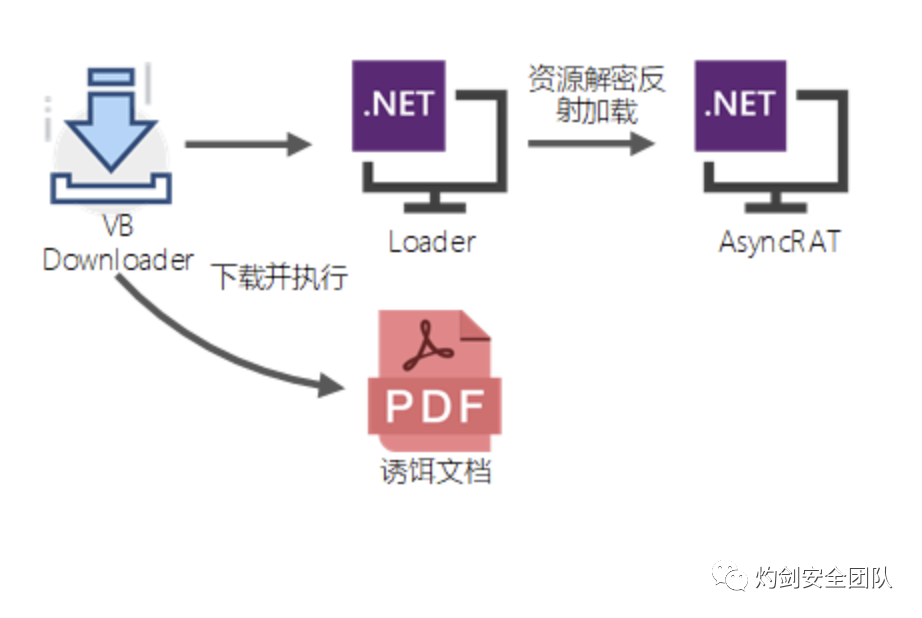 .NET
资源解密反
射加载
.NET
VB
Downloader
Loader
AsyncRAT
下载并执行
PDF
诱饵文档
灼剑安全团队